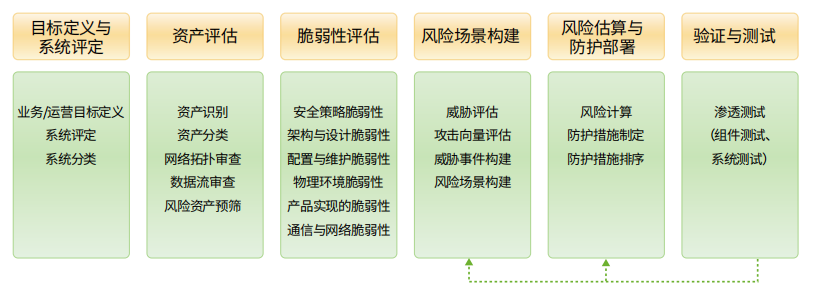 目标定义与
系统评定
业务/运营目标定义
系统评定
系统分类
资产评估
资产识别
资产分类
网络拓扑审查
数据流审查
风险资产预筛
脆弱性评估
安全策略脆弱性
架构与设计脆弱性
配置与维护脆弱性
物理环境脆弱性
产品实现的脆弱性
通信与网络脆弱性
风险场景构建
威胁评估
攻击向量评估
威胁事件构建
风险场景构建
风险估算与
防护部署
风险计算
防护措施制定
防护措施排序
验证与测试
渗透测试
（组件测试、
系统测试）